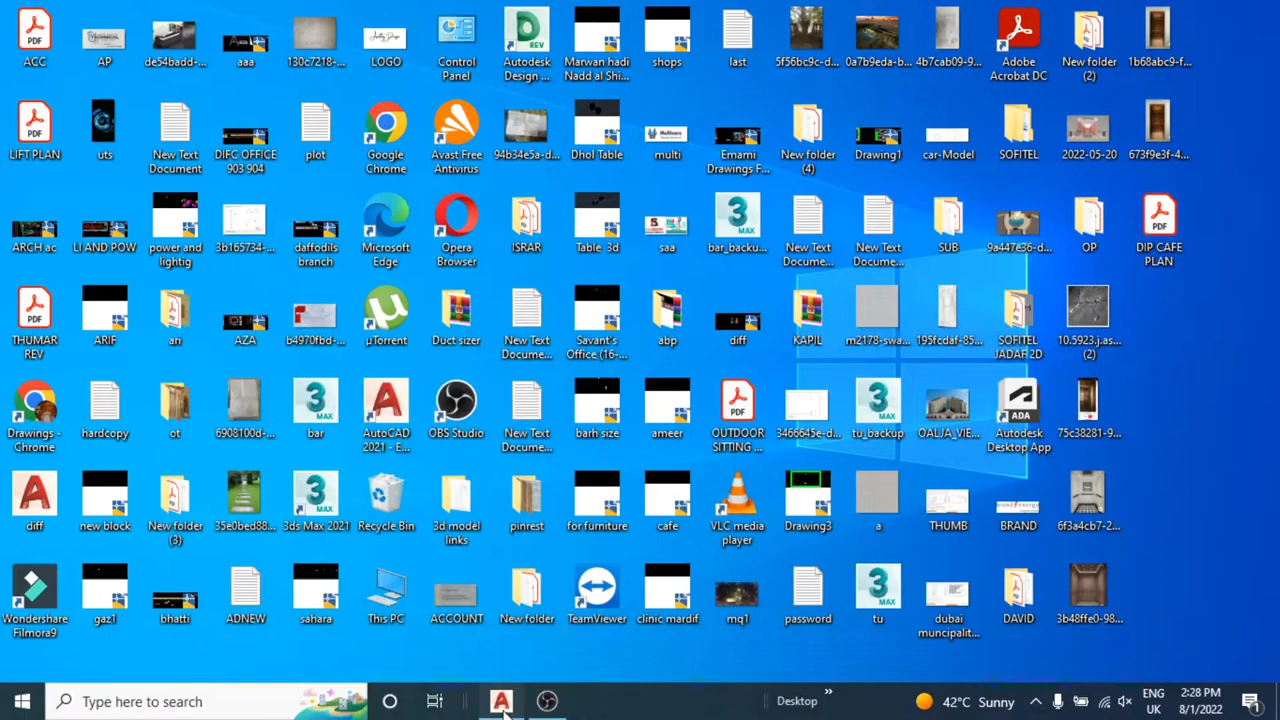 ACC
AP
de54badd-...
aaa
130c7218-...
LOGO
Control
Panel
Autodesk
Design ...
Marwan hadi
Nadd al Shi...
shops
last
5f56bc9c-d...
0a7b9eda-b...
4b7cab09-9...
Adobe
Acrobat DC
New folder
(2)
1b68abc9-f...
LIFT PLAN
uts
New Text
Document
DIFC OFFICE
903 904
plot
Google
Chrome
Avast Free
Antivirus
94b34e5a-d...
Dhol Table
multi
Emami
Drawings F...
New folder
(4)
Drawing1
car-Model
SOFITEL
2022-05-20
673f9e3f-4...
ARCH ac
LI AND POW
power and
lightig
3b165734-...
daffodils
branch
Microsoft
Edge
Opera
Browser
ISRAR
Table_3d
saa
bar_backu...
New Text
Docume...
New Text
Docume...
SUB
9a447e36-d...
OP
DIP CAFE
PLAN
THUMAR
REV
ARIF
ari
AZA
b4970fbd-...
µTorrent
Duct sizer
New Text
Docume...
Savant's
Office (16-...
abp
diff
KAPIL
m2178-swa...
195fcdaf-85...
SOFITEL
JADAF 2D
10.5923.j.as...
(2)
Drawings -
Chrome
hardcopy
ot
6908100d-...
bar
AutoCAD
2021 - E...
OBS Studio
New Text
Docume...
barh size
ameer
OUTDOOR
SITTING ...
3466645e-d...
tu_backup
OALJA_VIE...
Autodesk
Desktop App
75c38281-9...
diff
new block
New folder
(3)
35e0bed88...
3ds Max 2021
Recycle Bin
3d model
links
pinrest
for furniture
cafe
VLC media
player
Drawing3
a
THUMB
BRAND
6f3a4cb7-2...
Wondershare
Filmora9
gaz1
bhatti
ADNEW
sahara
This PC
ACCOUNT
New folder
TeamViewer
clinic mardif
mq1
password
tu
dubai
muncipalit...
DAVID
3b48ffe0-98...
Type here to search
Desktop
42°C Sunny
ENG
UK
2:28 PM
8/1/2022